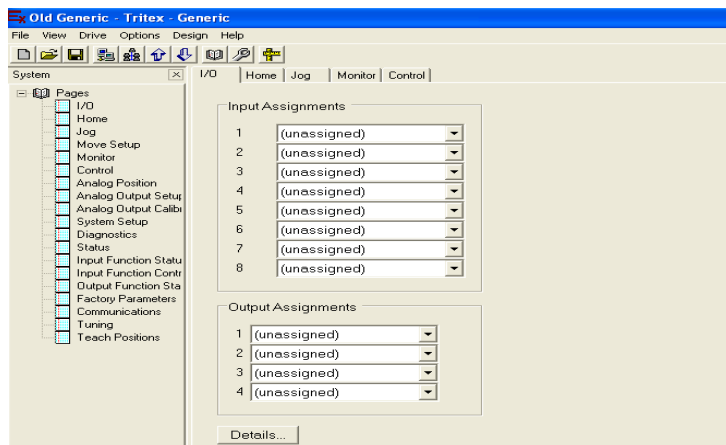 Ex Old Generic - Tritex - Generic
File View Drive Options Design Help
System
Pages
I/O
Home
Jog
Move Setup
Monitor
Control
Analog Position
Analog Output Setup
Analog Output Calibr
System Setup
Diagnostics
Status
Input Function Statu
Input Function Contr
Output Function Sta
Factory Parameters
Communications
Tuning
Teach Positions
I/O Home Jog Monitor Control
Input Assignments
1 (unassigned)
2 (unassigned)
3 (unassigned)
4 (unassigned)
5 (unassigned)
6 (unassigned)
7 (unassigned)
8 (unassigned)
Output Assignments
1 (unassigned)
2 (unassigned)
3 (unassigned)
4 (unassigned)
Details...